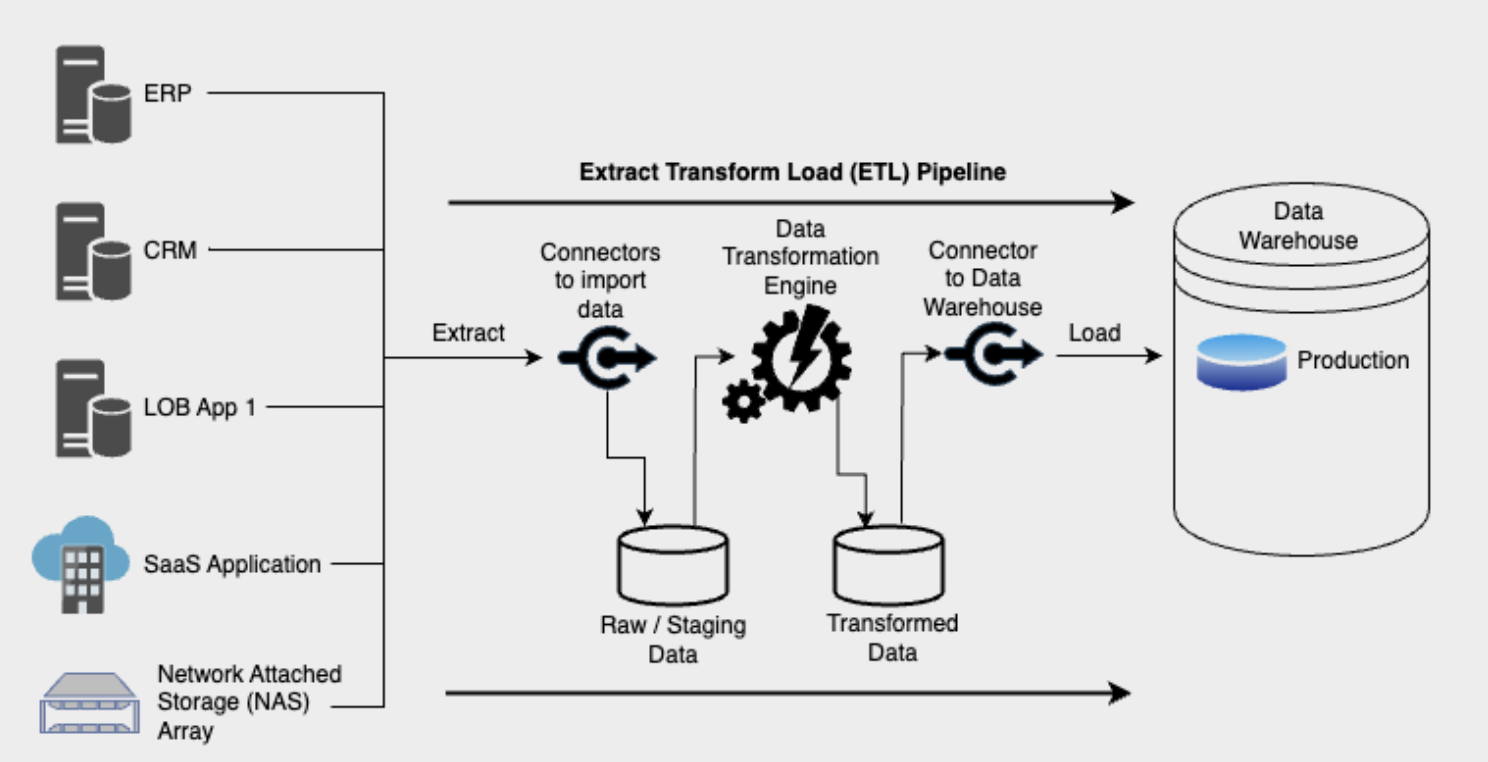 ERP
CRM
LOB App 1
SaaS Application
Network Attached
Storage (NAS)
Array
Extract Transform Load (ETL) Pipeline
Extract
Connectors
to import
data
Data
Transformation
Engine
Connector
to Data
Warehouse
Load
Raw / Staging
Data
Transformed
Data
Data
Warehouse
Production